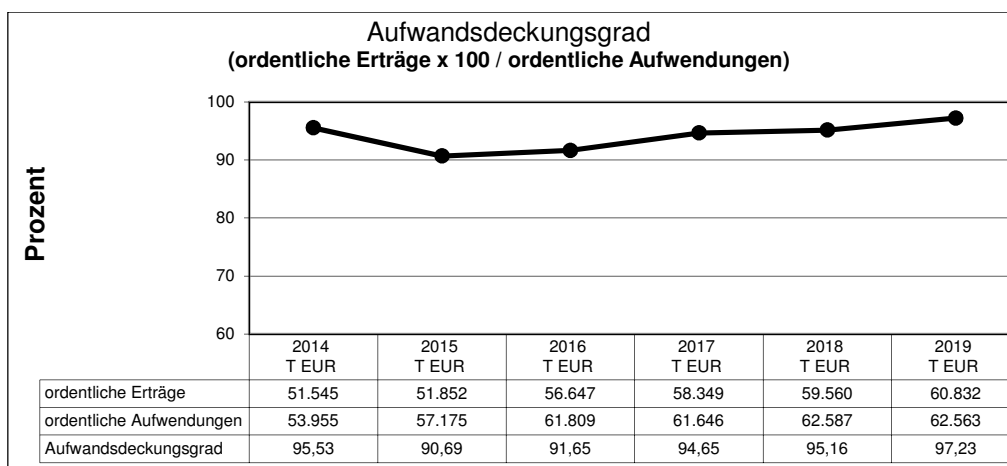 Aufwandsdeckungsgrad
(ordentliche Erträge x 100 / ordentliche Aufwendungen)
Prozent
100
90
80
70
60
2014 2015 2016 2017 2018 2019
T EUR T EUR T EUR T EUR T EUR T EUR
ordentliche Erträge 51.545 51.852 56.647 58.349 59.560 60.832
ordentliche Aufwendungen 53.955 57.175 61.809 61.646 62.587 62.563
Aufwandsdeckungsgrad 95,53 90,69 91,65 94,65 95,16 97,23